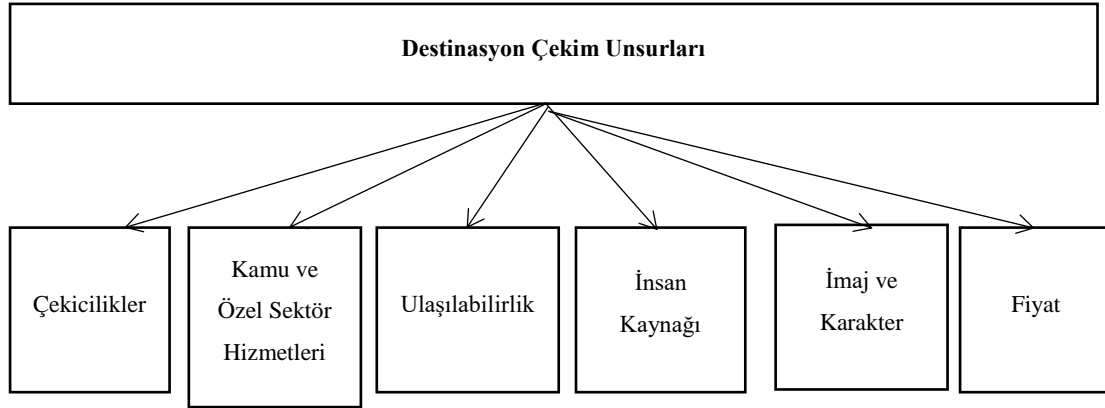 Destinasyon Çekim Unsurları
Çekicilikler
Kamu ve
Özel Sektör
Hizmetleri
Ulaşılabilirlik
İnsan
Kaynağı
İmaj ve
Karakter
Fiyat